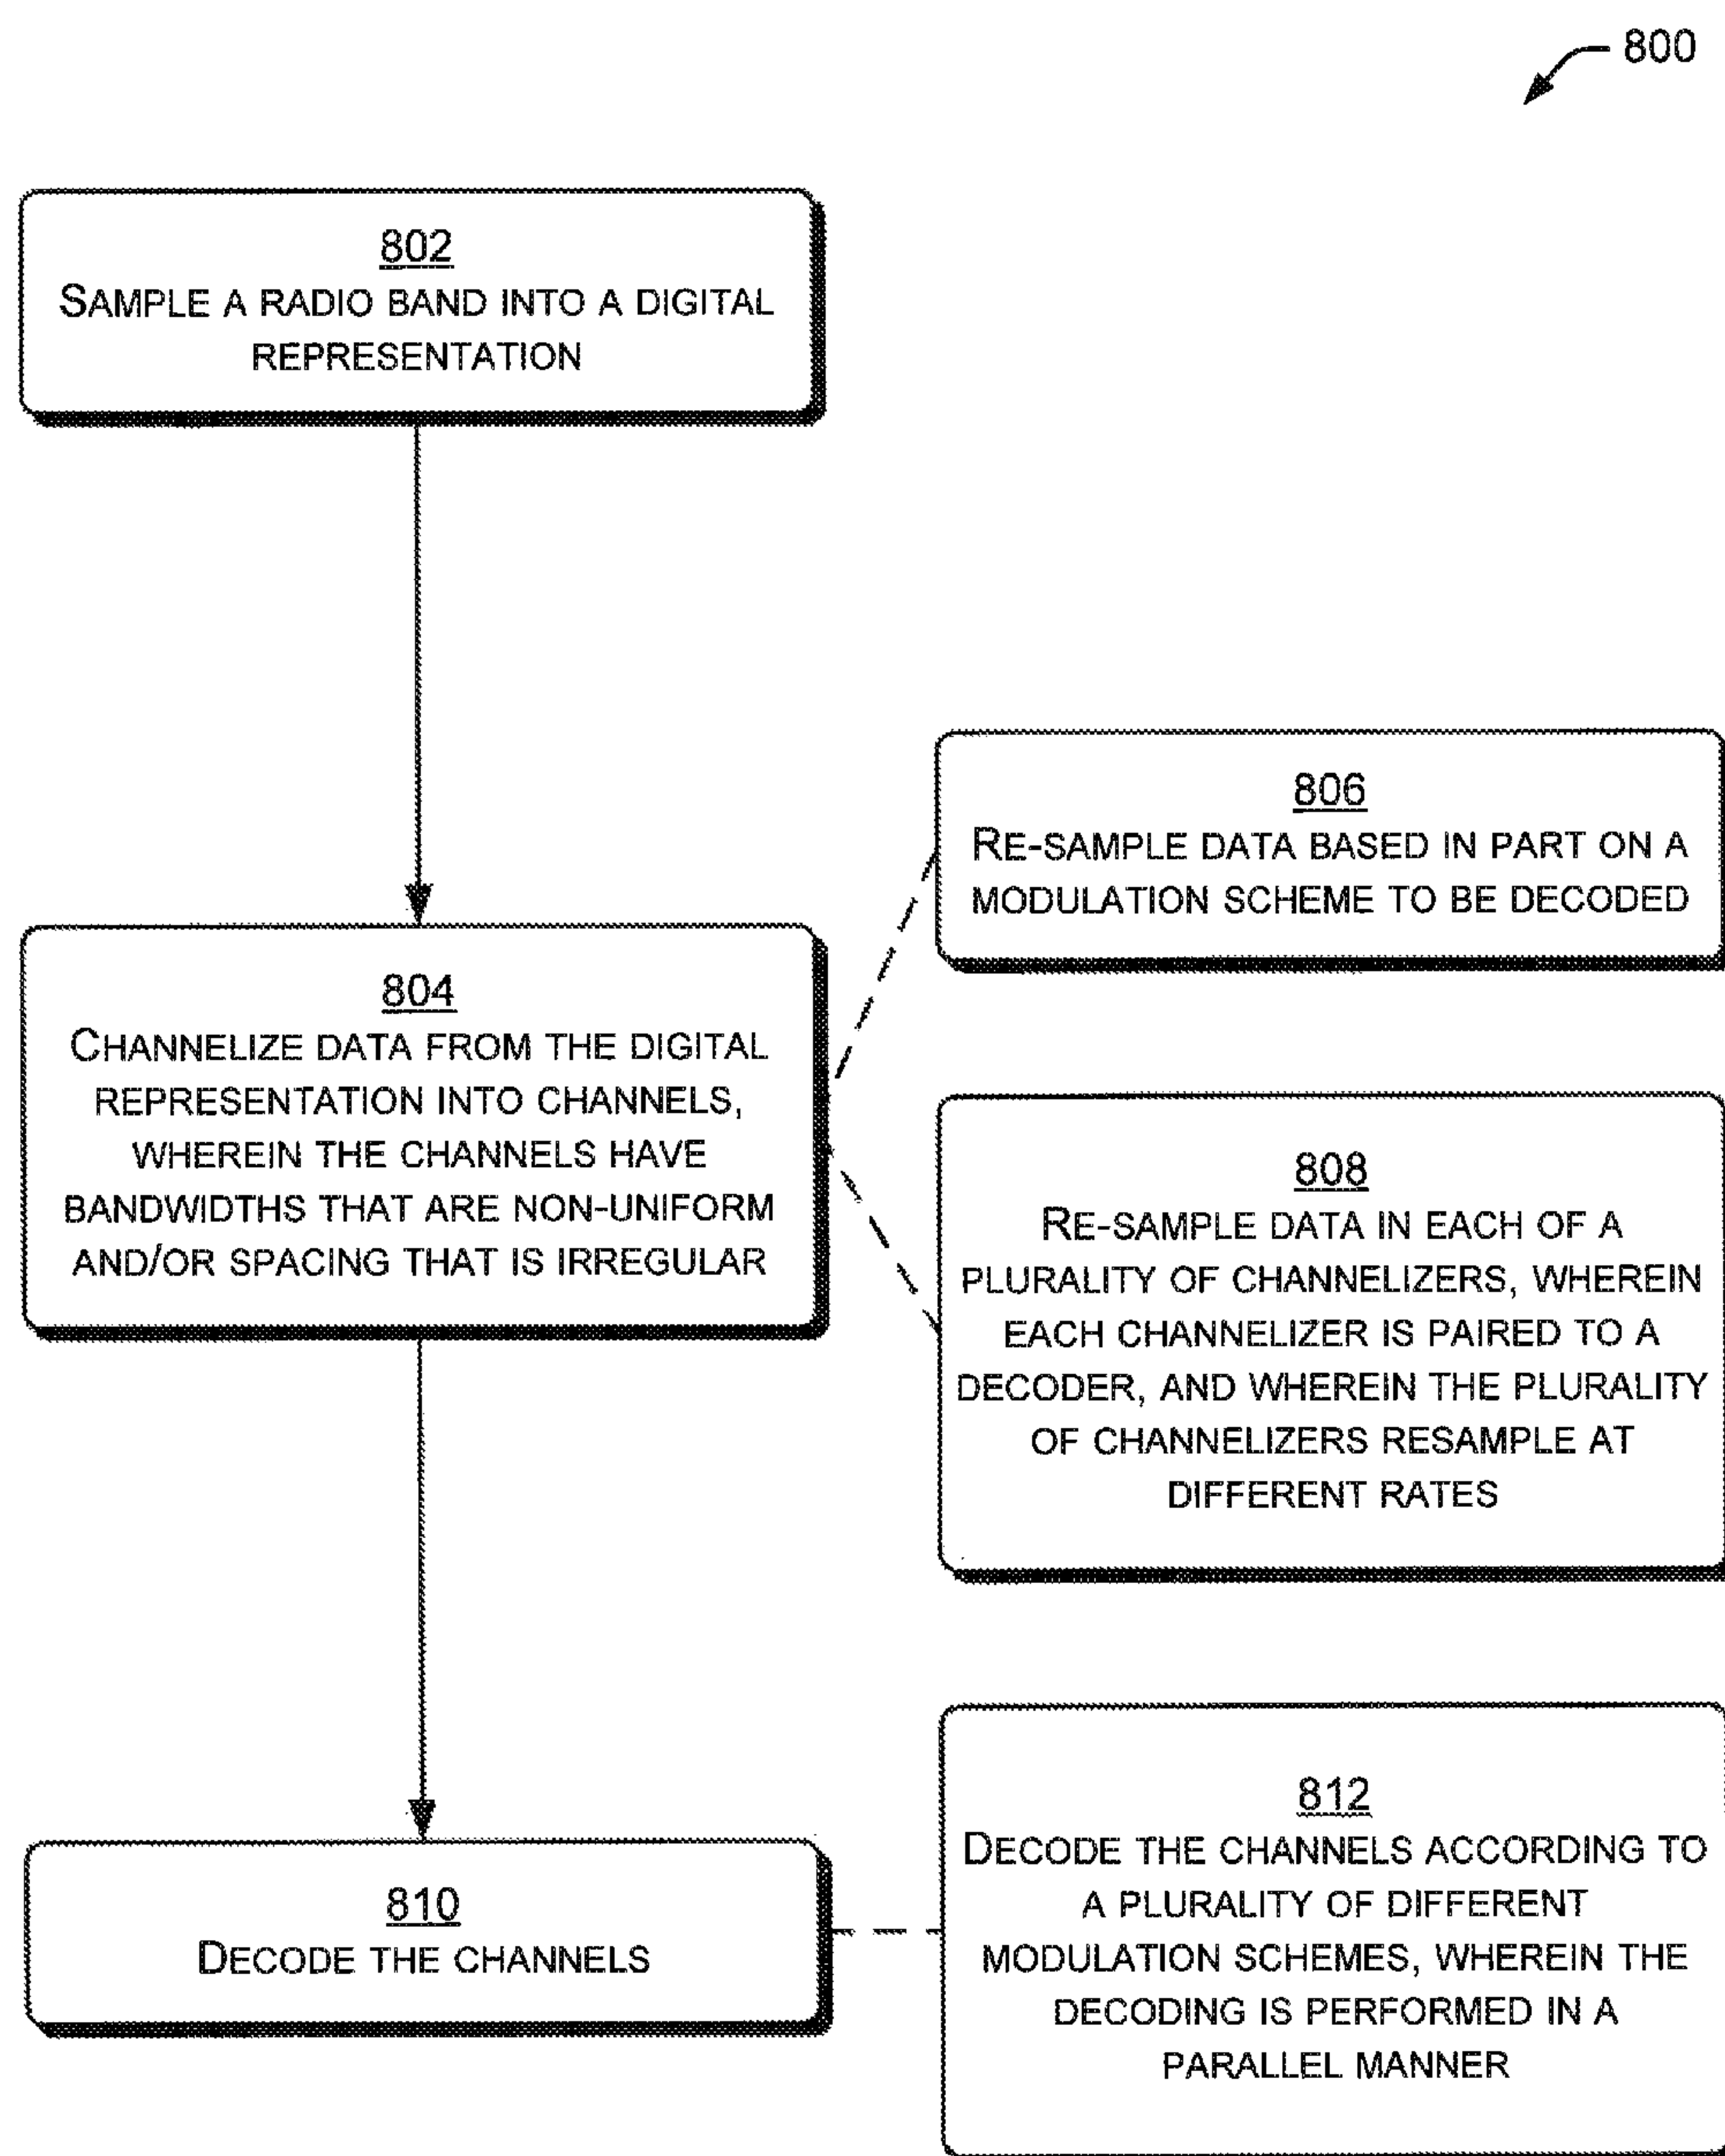 800
802
SAMPLE A RADIO BAND INTO A DIGITAL
REPRESENTATION
804
CHANNELIZE DATA FROM THE DIGITAL
REPRESENTATION INTO CHANNELS,
WHEREIN THE CHANNELS HAVE
BANDWIDTHS THAT ARE NON-UNIFORM
AND/OR SPACING THAT IS IRREGULAR
806
RE-SAMPLE DATA BASED IN PART ON A
MODULATION SCHEME TO BE DECODED
808
RE-SAMPLE DATA IN EACH OF A
PLURALITY OF CHANNELIZERS, WHEREIN
EACH CHANNELIZER IS PAIRED TO A
DECODER, AND WHEREIN THE PLURALITY
OF CHANNELIZERS RESAMPLE AT
DIFFERENT RATES
810
DECODE THE CHANNELS
812
DECODE THE CHANNELS ACCORDING TO
A PLURALITY OF DIFFERENT
MODULATION SCHEMES, WHEREIN THE
DECODING IS PERFORMED IN A
PARALLEL MANNER